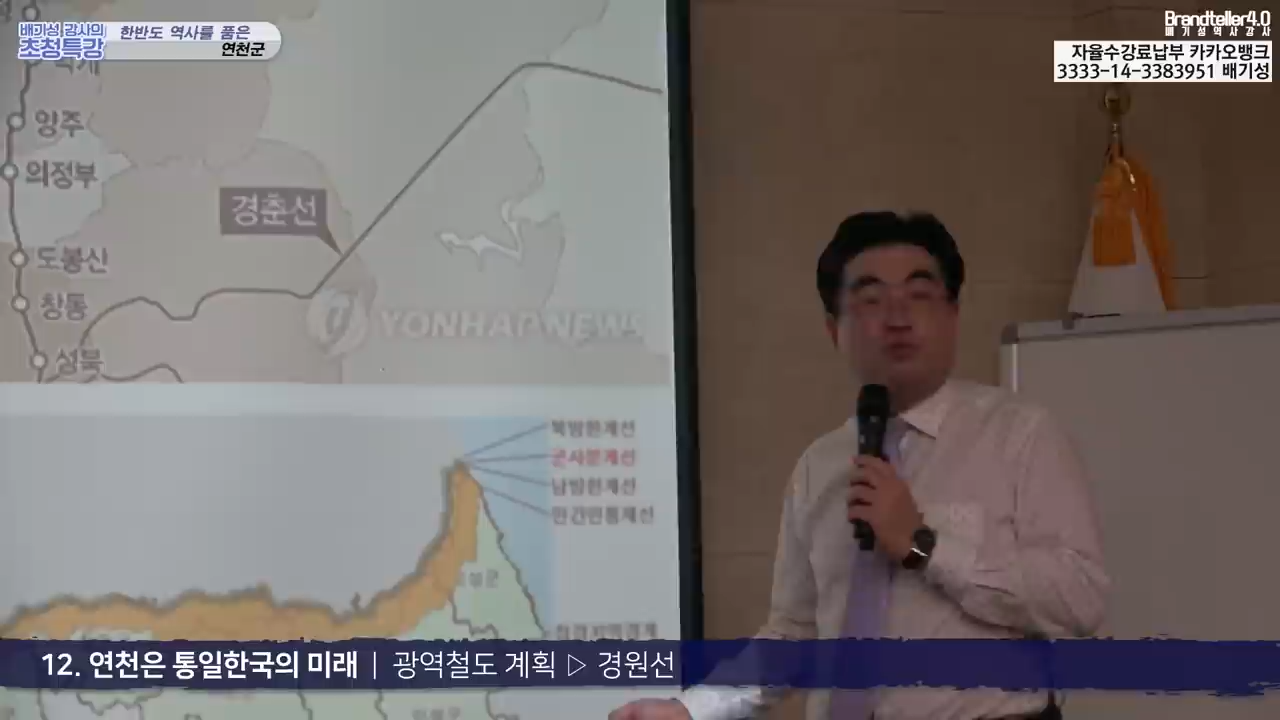 배기성 강사의
초청특강
한반도 역사를 품은
연천군
Brandteller4.0
배기성역사강사
자율수강료납부 카카오뱅크
3333-14-3383951 배기성
양주
의정부
경춘선
도봉산
창동
성북
YONHAP NEWS
북방한계선
군사분계선
남방한계선
민간인통제선
12. 연천은 통일한국의 미래 | 광역철도 계획 ▷ 경원선